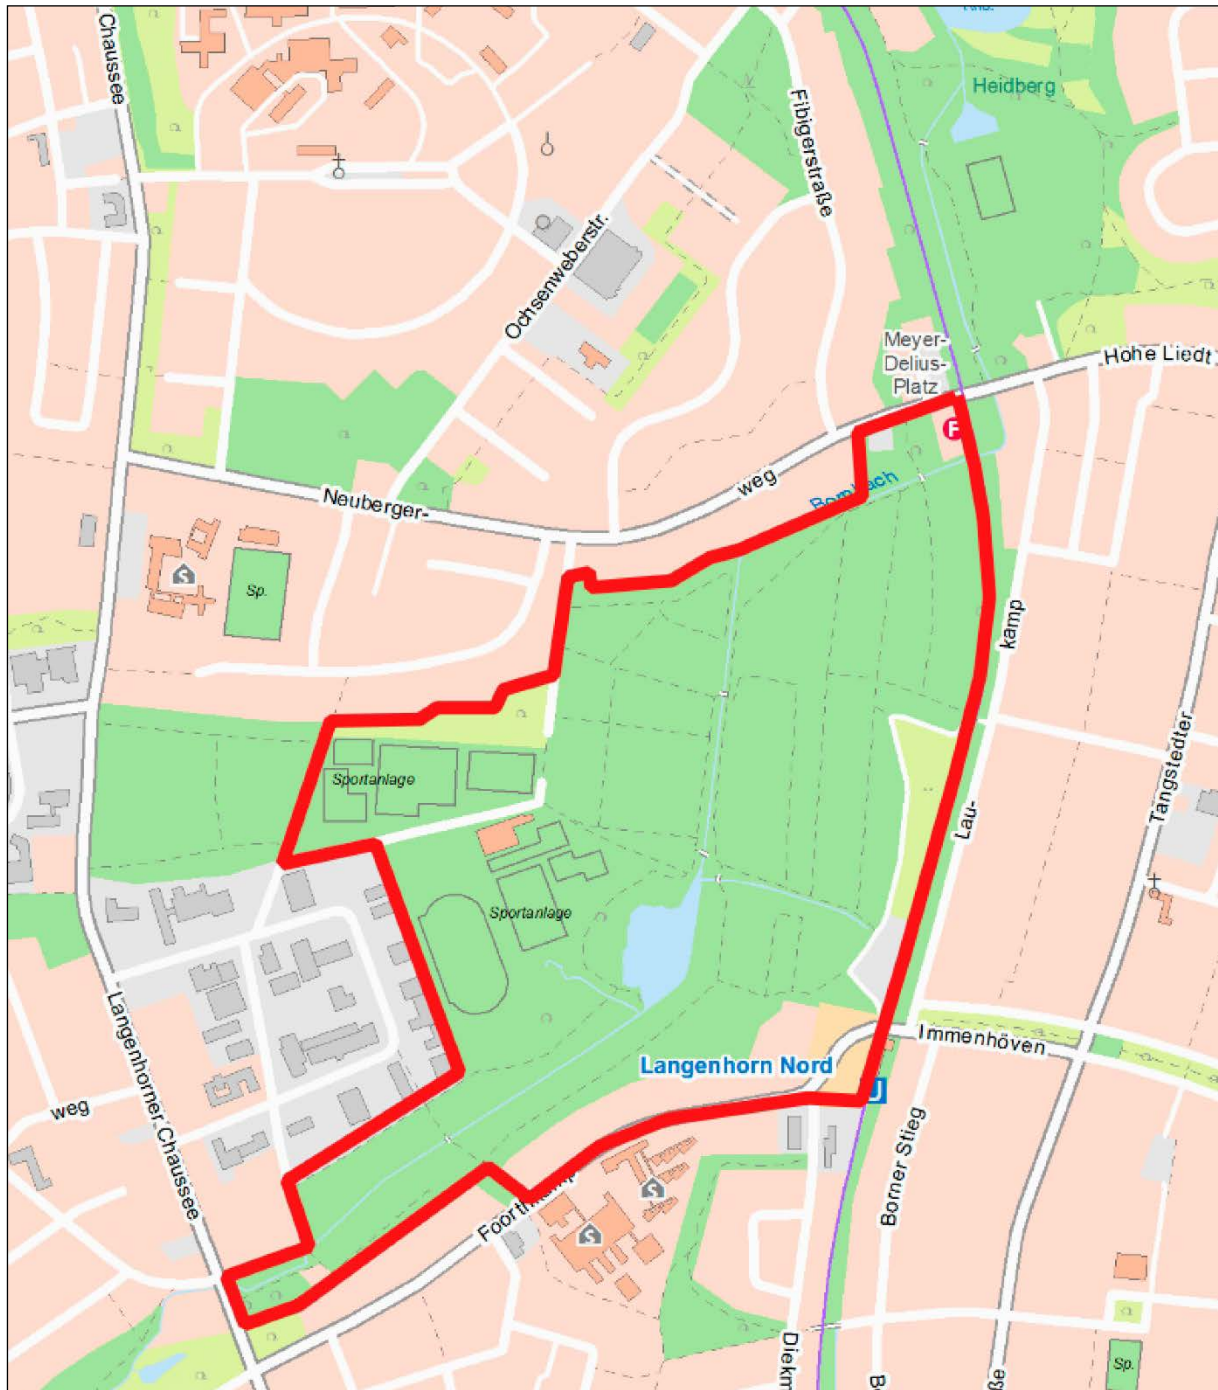 Chaussee
Heidberg
Fibigerstraße
Ochsenweberstr.
Meyer-
Delius-
Platz
Hohe Liedt
F
weg
Neuberger-
S
Sp.
kamp
Sportanlage
Lau-
Tangstedter
Sportanlage
Langenhorner Chaussee
Immenhöven
Langenhorn Nord
weg
Borner Stieg
S
S
Diekm
Sp.